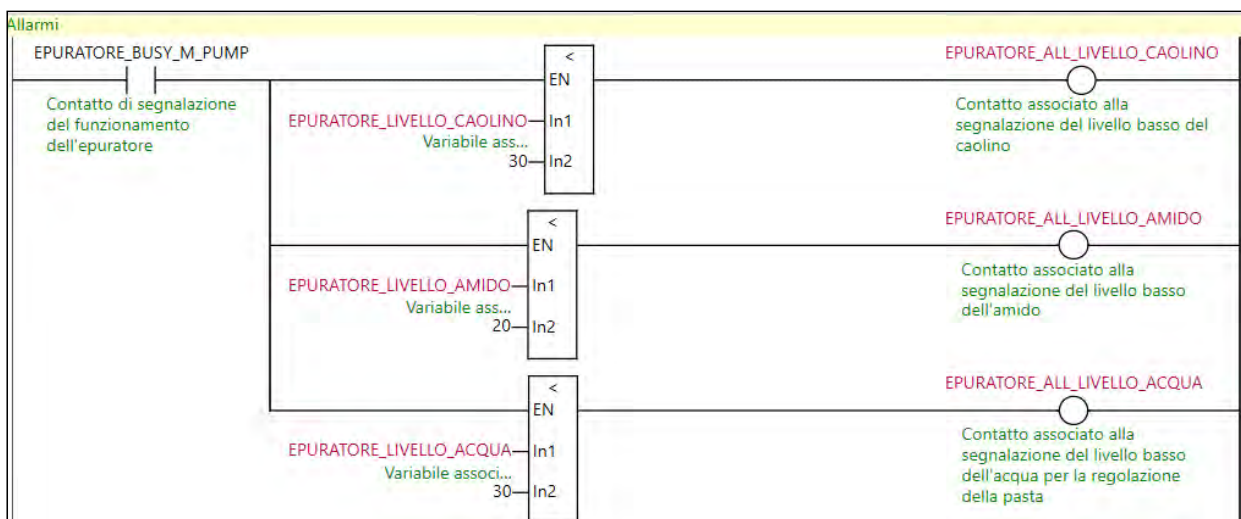 Allarmi
EPURATORE_BUSY_M_PUMP
Contatto di segnalazione
del funzionamento
dell'epuratore
<
EN
EPURATORE_LIVELLO_CAOLINO
In1
Variabile ass...
30
In2
EPURATORE_ALL_LIVELLO_CAOLINO
Contatto associato alla
segnalazione del livello basso del
caolino
<
EN
EPURATORE_LIVELLO_AMIDO
In1
Variabile ass...
20
In2
EPURATORE_ALL_LIVELLO_AMIDO
Contatto associato alla
segnalazione del livello basso
dell'amido
<
EN
EPURATORE_LIVELLO_ACQUA
In1
Variabile associ...
30
In2
EPURATORE_ALL_LIVELLO_ACQUA
Contatto associato alla
segnalazione del livello basso
dell'acqua per la regolazione
della pasta